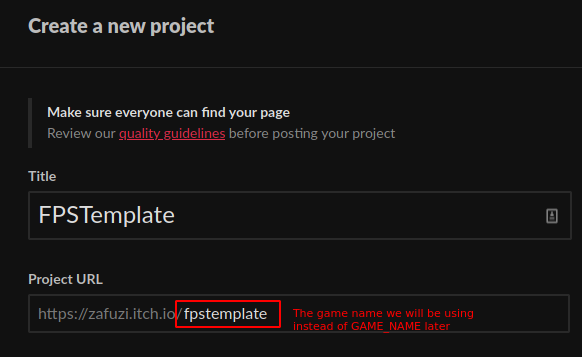 Create a new project
Make sure everyone can find your page
Review our quality guidelines before posting your project
Title
FPSTemplate
Project URL
https://zafuzi.itch.io/fpstemplate
The game name we will be using
instead of GAME_NAME later